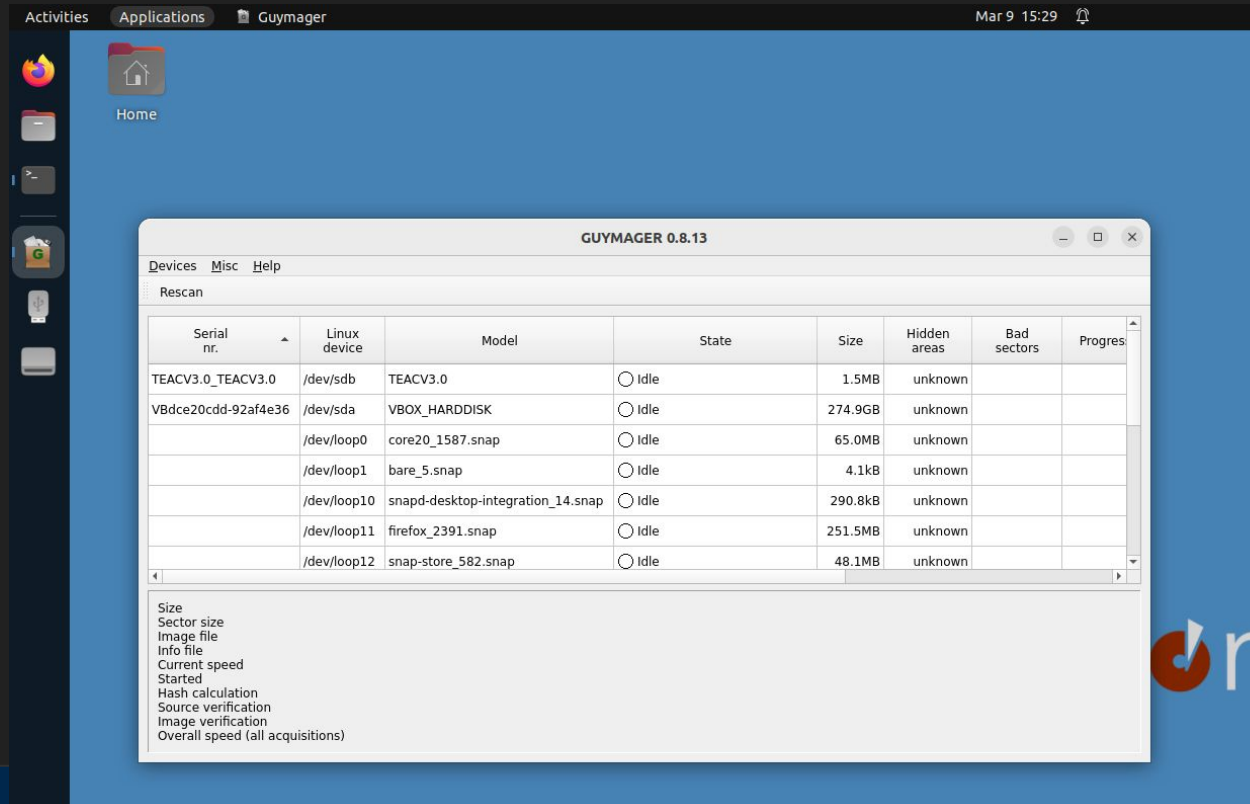 Activities Applications Guymager Mar 9 15:29
Home
GUYMAGER 0.8.13
Devices Misc Help
Rescan
Serial nr. Linux device Model State Size Hidden areas Bad sectors Progres
TEACV3.0_TEACV3.0 /dev/sdb TEACV3.0 Idle 1.5MB unknown
VBdce20cdd-92af4e36 /dev/sda VBOX_HARDDISK Idle 274.9GB unknown
/dev/loop0 core20_1587.snap Idle 65.0MB unknown
/dev/loop1 bare_5.snap Idle 4.1kB unknown
/dev/loop10 snapd-desktop-integration_14.snap Idle 290.8kB unknown
/dev/loop11 firefox_2391.snap Idle 251.5MB unknown
/dev/loop12 snap-store_582.snap Idle 48.1MB unknown
Size
Sector size
Image file
Info file
Current speed
Started
Hash calculation
Source verification
Image verification
Overall speed (all acquisitions)